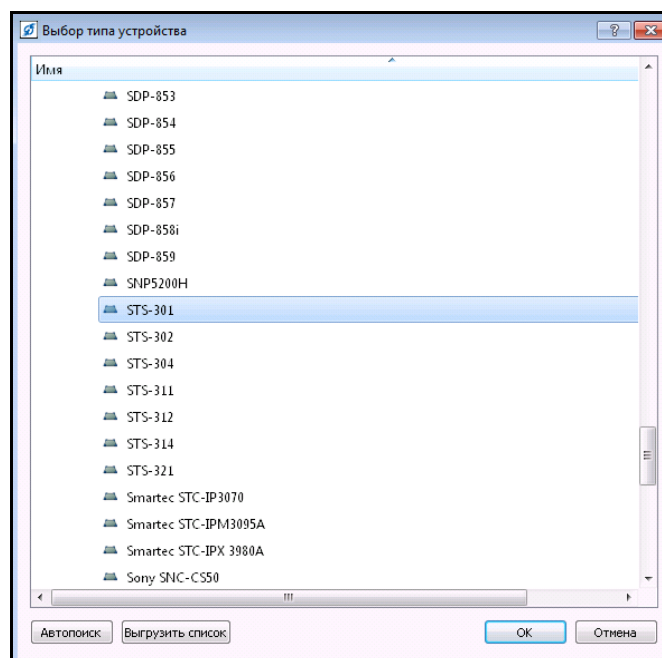 Выбор типа устройства
Имя
SDP-853
SDP-854
SDP-855
SDP-856
SDP-857
SDP-858i
SDP-859
SNP5200H
STS-301
STS-302
STS-304
STS-311
STS-312
STS-314
STS-321
Smartec STC-IP3070
Smartec STC-IPM3095A
Smartec STC-IPX 3980A
Sony SNC-CS50
Автопоиск Выгрузить список ОК Отмена